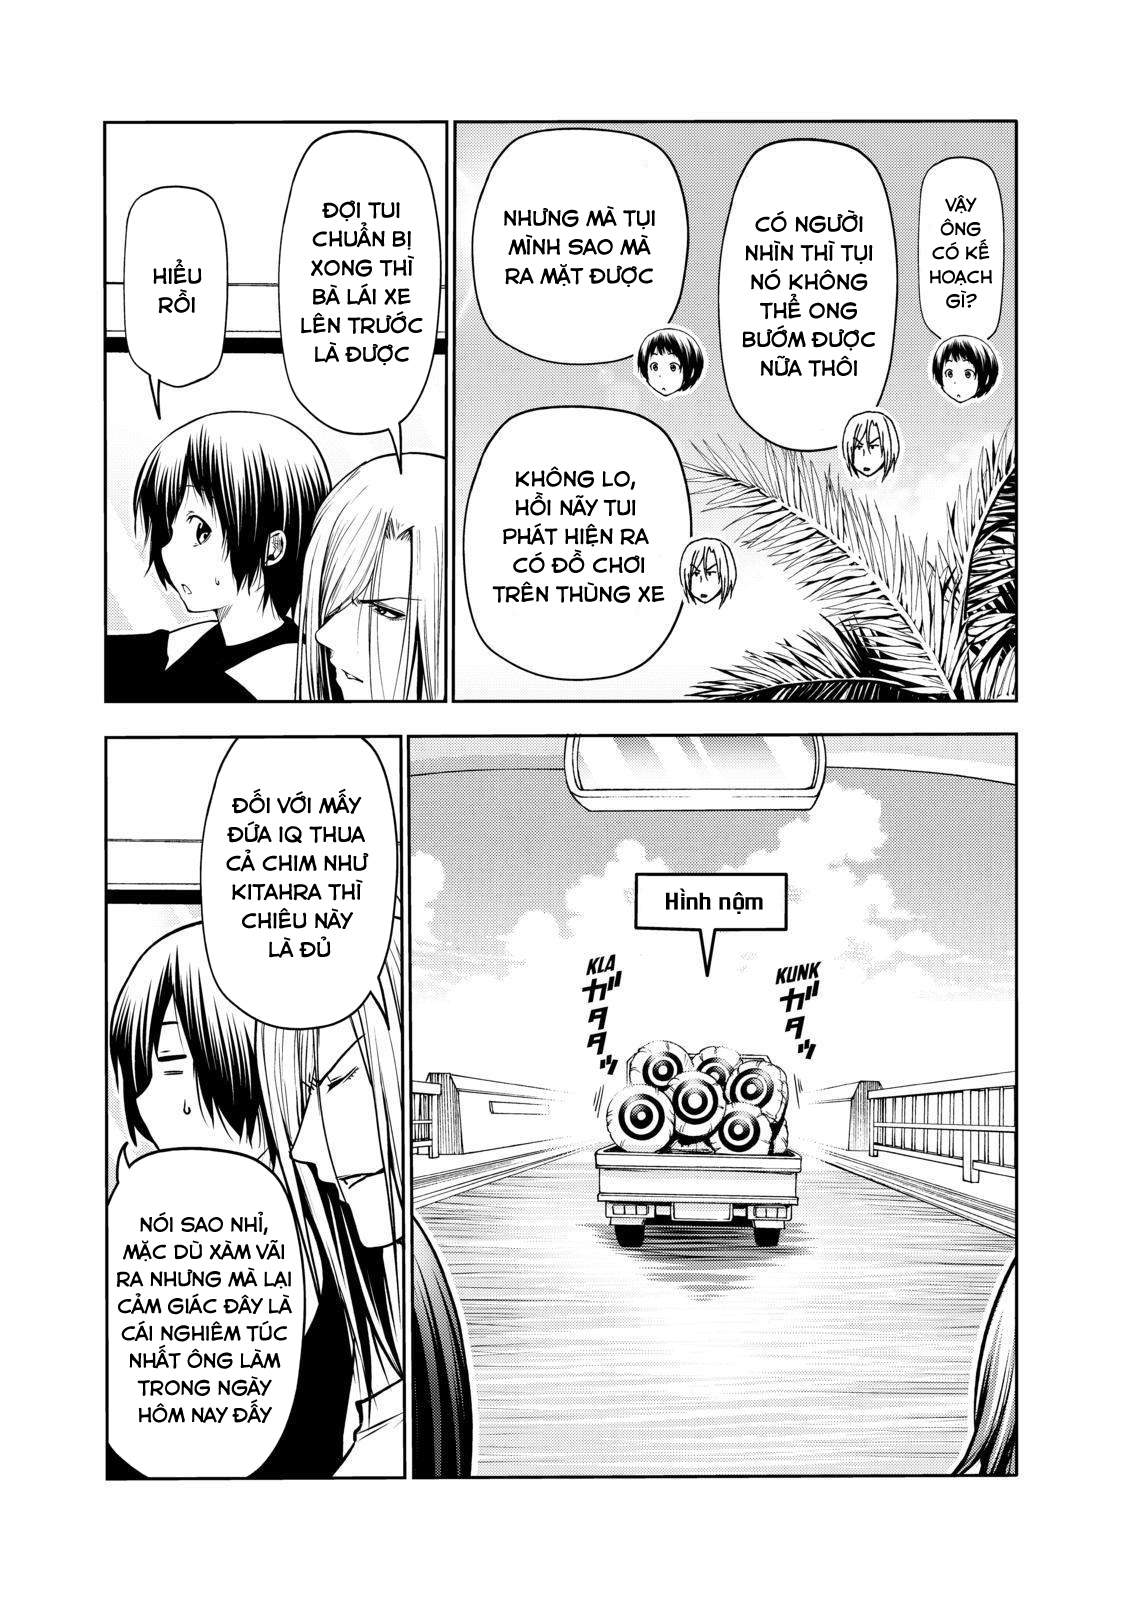 VẬY
ÔNG
CÓ KẾ
HOẠCH
GÌ?
CÓ NGƯỜI
NHÌN THÌ TỤI
NÓ KHÔNG
THỂ ONG
BƯỚM ĐƯỢC
NỮA THÔI
NHƯNG MÀ TỤI
MÌNH SAO MÀ
RA MẶT ĐƯỢC
KHÔNG LO,
HỒI NÃY TUI
PHÁT HIỆN RA
CÓ ĐỒ CHƠI
TRÊN THÙNG XE
ĐỢI TUI
CHUẨN BỊ
XONG THÌ
BÀ LÁI XE
LÊN TRƯỚC
LÀ ĐƯỢC
HIỂU
RỒI
Hình nộm
KUNK
ガタッ
KLA
ガタタッ
ĐỐI VỚI MẤY
ĐỨA IQ THUA
CẢ CHIM NHƯ
KITAHRA THÌ
CHIÊU NÀY
LÀ ĐỦ
NÓI SAO NHỈ,
MẶC DÙ XÀM VÃI
RA NHƯNG MÀ LẠI
CẢM GIÁC ĐÂY LÀ
CÁI NGHIÊM TÚC
NHẤT ÔNG LÀM
TRONG NGÀY
HÔM NAY ĐẤY